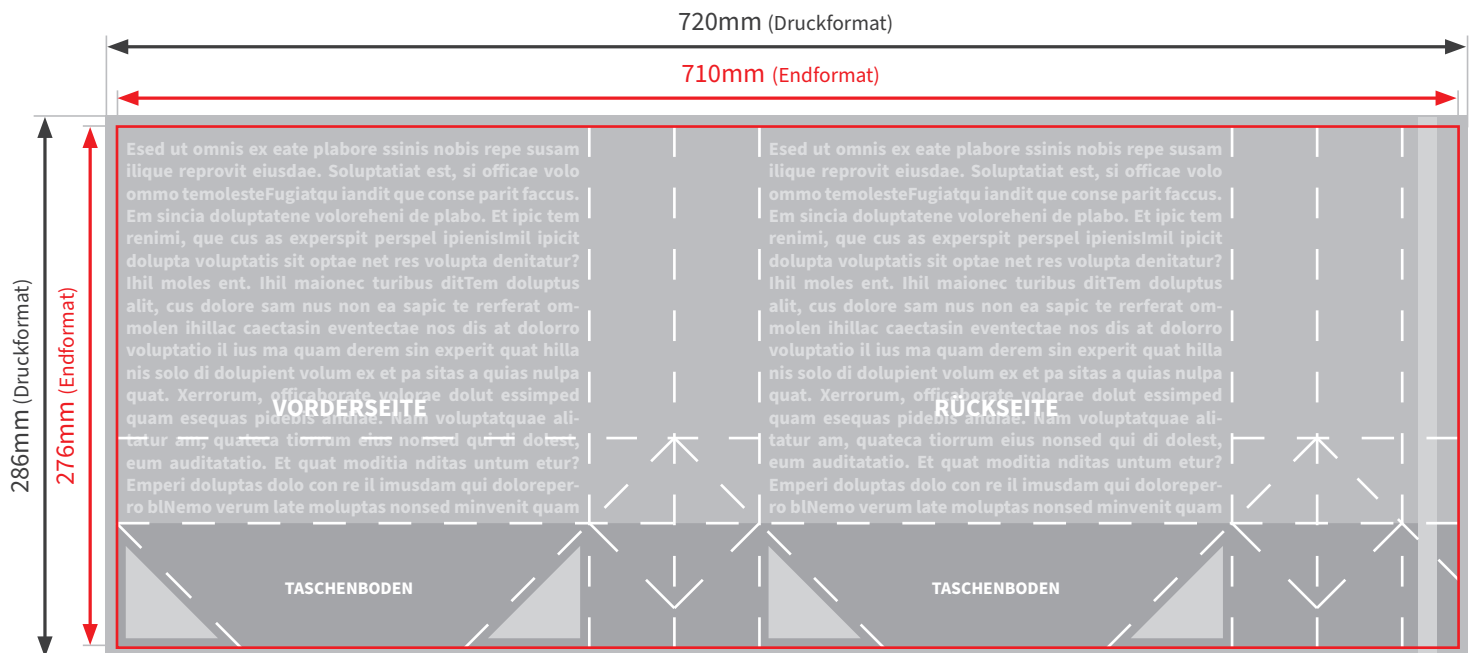 720mm (Druckformat)
710mm (Endformat)
286mm (Druckformat)
276mm (Endformat)
Esed ut omnis ex eate plabore ssinis nobis repe susam
ilique reprovit eiusdae. Soluptatiat est, si officae volo
ommo temolesteFugiatqu iandit que conse parit faccus.
Em sincia doluptatene voloreheni de plabo. Et ipic tem
renimi, que cus as experspit perspel ipienisImil ipicit
dolupta voluptatis sit optae net res volupta denitatur?
Ihil moles ent. Ihil maionec turibus ditTem doluptus
alit, cus dolore sam nus non ea sapic te rerferat om-
molen ihillac caectasin eventectae nos dis at dolorro
voluptatio il ius ma quam derem sin experit quat hilla
nis solo di dolupient volum ex et pa sitas a quias nulpa
quat. Xerrorum, officaborate volorae dolut essimped
VORDERSEITE
quam esequas pidebis andiae. Nam voluptatquae ali-
tatur am, quateca tiorrum eius nonsed qui di dolest,
eum auditatatio. Et quat moditia nditas untum etur?
Emperi doluptas dolo con re il imusdam qui doloreper-
ro blNemo verum late moluptas nonsed minvenit quam
TASCHENBODEN
Esed ut omnis ex eate plabore ssinis nobis repe susam
ilique reprovit eiusdae. Soluptatiat est, si officae volo
ommo temolesteFugiatqu iandit que conse parit faccus.
Em sincia doluptatene voloreheni de plabo. Et ipic tem
renimi, que cus as experspit perspel ipienisImil ipicit
dolupta voluptatis sit optae net res volupta denitatur?
Ihil moles ent. Ihil maionec turibus ditTem doluptus
alit, cus dolore sam nus non ea sapic te rerferat om-
molen ihillac caectasin eventectae nos dis at dolorro
voluptatio il ius ma quam derem sin experit quat hilla
nis solo di dolupient volum ex et pa sitas a quias nulpa
quat. Xerrorum, officaborate volorae dolut essimped
RÜCKSEITE
quam esequas pidebis andiae. Nam voluptatquae ali-
tatur am, quateca tiorrum eius nonsed qui di dolest,
eum auditatatio. Et quat moditia nditas untum etur?
Emperi doluptas dolo con re il imusdam qui doloreper-
ro blNemo verum late moluptas nonsed minvenit quam
TASCHENBODEN